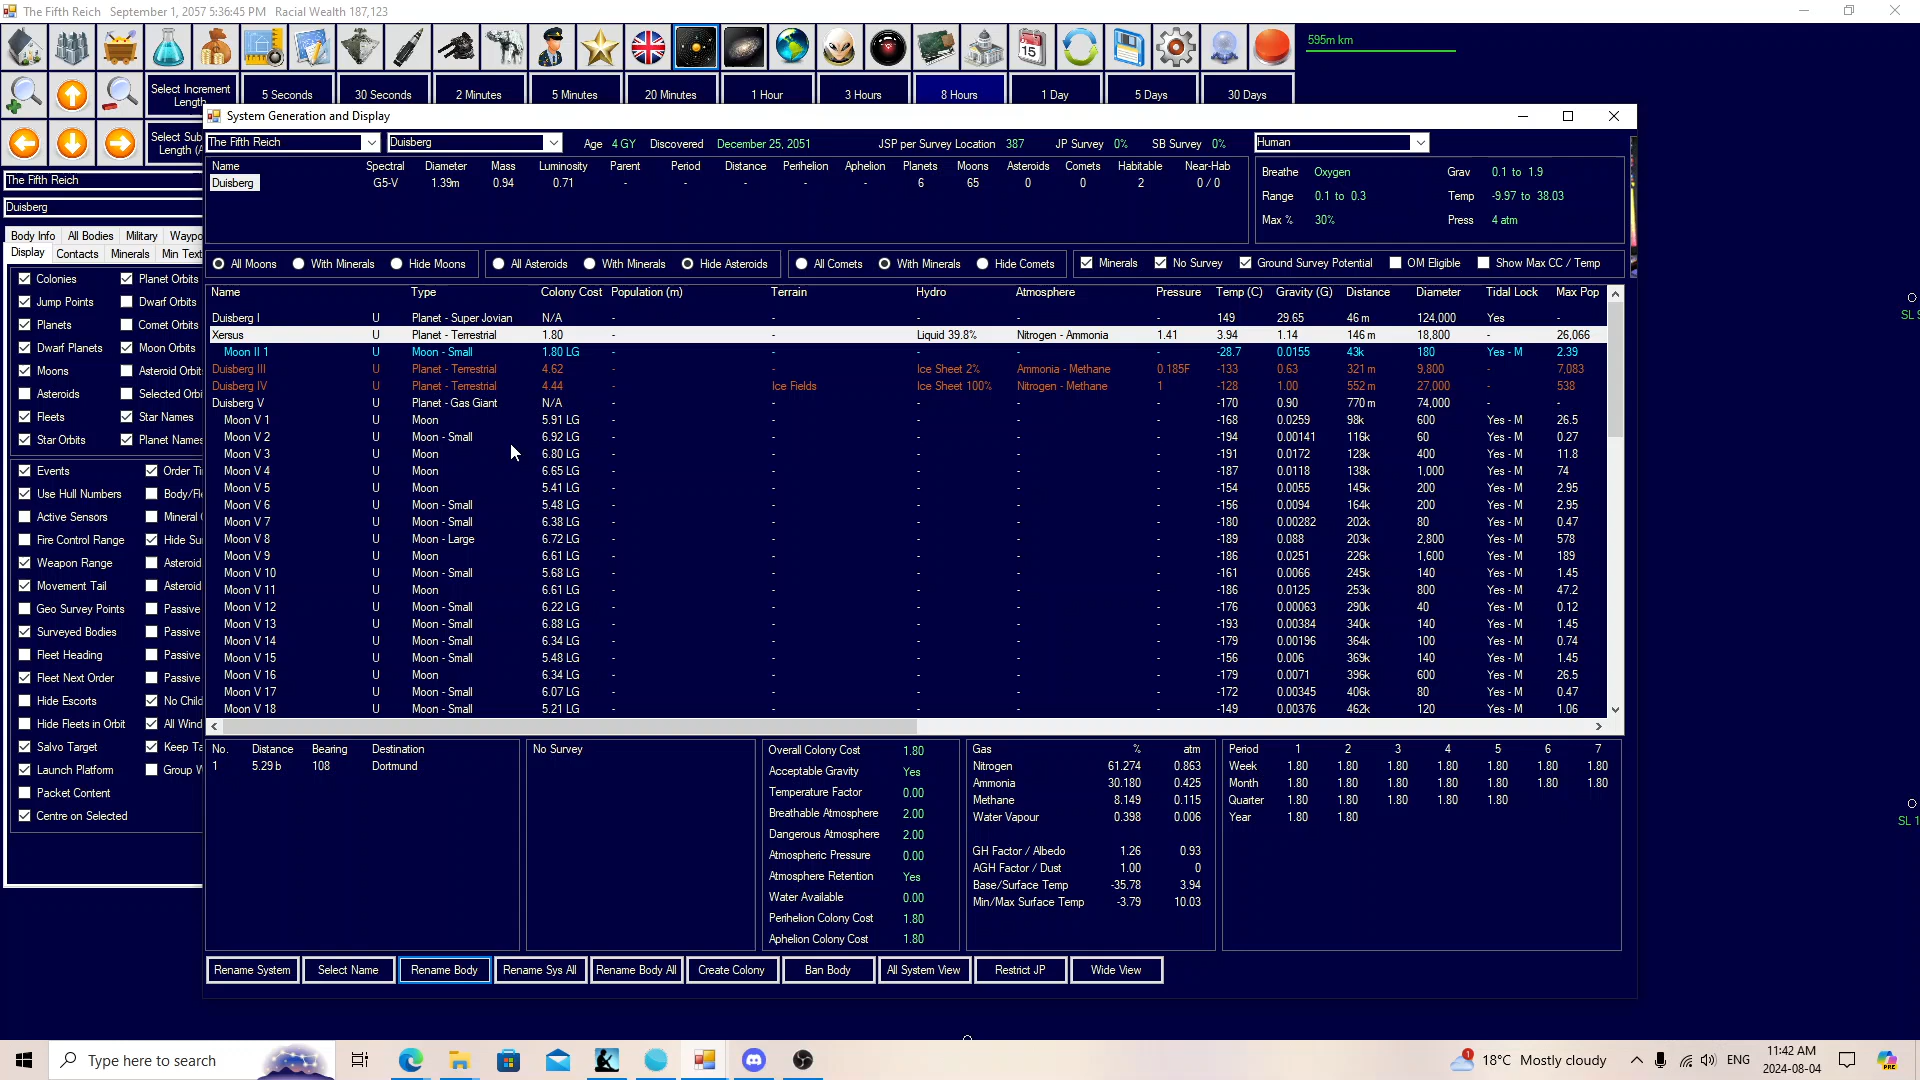 The Fifth Reich   September 1, 2057 5:36:45 PM   Racial Wealth 187,123
595m km
Select Increment Length
5 Seconds 30 Seconds 2 Minutes 5 Minutes 20 Minutes 1 Hour 3 Hours 8 Hours 1 Day 5 Days 30 Days
System Generation and Display
The Fifth Reich Duisberg Age 4 GY Discovered December 25, 2051 JSP per Survey Location 387 JP Survey 0% SB Survey 0% Human
Name Spectral Diameter Mass Luminosity Parent Period Distance Perihelion Aphelion Planets Moons Asteroids Comets Habitable Near-Hab
Duisberg G5-V 1.39m 0.94 0.71 - - - - - 6 65 0 0 2 0 / 0
Breathe Oxygen Grav 0.1 to 1.9
Range 0.1 to 0.3 Temp -9.97 to 38.03
Max % 30% Press 4 atm
All Moons With Minerals Hide Moons All Asteroids With Minerals Hide Asteroids All Comets With Minerals Hide Comets Minerals No Survey Ground Survey Potential OM Eligible Show Max CC / Temp
Name Type Colony Cost Population (m) Terrain Hydro Atmosphere Pressure Temp (C) Gravity (G) Distance Diameter Tidal Lock Max Pop
Duisberg I U Planet - Super Jovian N/A - - - - - 149 29.65 46 m 124,000 Yes -
Xersus U Planet - Terrestrial 1.80 - - Liquid 39.8% Nitrogen - Ammonia 1.41 3.94 1.14 146 m 18,800 - 26,066
Moon II 1 U Moon - Small 1.80 LG - - - - - -28.7 0.0155 43k 180 Yes - M 2.39
Duisberg III U Planet - Terrestrial 4.62 - - Ice Sheet 2% Ammonia - Methane 0.185F -133 0.63 321 m 9,800 - 7,083
Duisberg IV U Planet - Terrestrial 4.44 - Ice Fields Ice Sheet 100% Nitrogen - Methane 1 -128 1.00 552 m 27,000 - 538
Duisberg V U Planet - Gas Giant N/A - - - - - -170 0.90 770 m 74,000 - -
Moon V 1 U Moon 5.91 LG - - - - - -168 0.0259 98k 600 Yes - M 26.5
Moon V 2 U Moon - Small 6.92 LG - - - - - -194 0.00141 116k 60 Yes - M 0.27
Moon V 3 U Moon 6.80 LG - - - - - -191 0.0172 128k 400 Yes - M 11.8
Moon V 4 U Moon 6.65 LG - - - - - -187 0.0118 138k 1,000 Yes - M 74
Moon V 5 U Moon 5.41 LG - - - - - -154 0.0055 145k 200 Yes - M 2.95
Moon V 6 U Moon - Small 5.48 LG - - - - - -156 0.0094 164k 200 Yes - M 2.95
Moon V 7 U Moon - Small 6.38 LG - - - - - -180 0.00282 202k 80 Yes - M 0.47
Moon V 8 U Moon - Large 6.72 LG - - - - - -189 0.088 203k 2,800 Yes - M 578
Moon V 9 U Moon 6.61 LG - - - - - -186 0.0251 226k 1,600 Yes - M 189
Moon V 10 U Moon - Small 5.68 LG - - - - - -161 0.0066 245k 140 Yes - M 1.45
Moon V 11 U Moon 6.61 LG - - - - - -186 0.0125 253k 800 Yes - M 47.2
Moon V 12 U Moon - Small 6.22 LG - - - - - -176 0.00063 290k 40 Yes - M 0.12
Moon V 13 U Moon - Small 6.88 LG - - - - - -193 0.00384 340k 140 Yes - M 1.45
Moon V 14 U Moon - Small 6.34 LG - - - - - -179 0.00196 364k 100 Yes - M 0.74
Moon V 15 U Moon - Small 5.48 LG - - - - - -156 0.006 369k 140 Yes - M 1.45
Moon V 16 U Moon 6.34 LG - - - - - -179 0.0071 396k 600 Yes - M 26.5
Moon V 17 U Moon - Small 6.07 LG - - - - - -172 0.00345 406k 80 Yes - M 0.47
Moon V 18 U Moon - Small 5.21 LG - - - - - -149 0.00376 462k 120 Yes - M 1.06
No. Distance Bearing Destination
1 5.29 b 108 Dortmund
No Survey
Overall Colony Cost 1.80
Acceptable Gravity Yes
Temperature Factor 0.00
Breathable Atmosphere 2.00
Dangerous Atmosphere 2.00
Atmospheric Pressure 0.00
Atmosphere Retention Yes
Water Available 0.00
Perihelion Colony Cost 1.80
Aphelion Colony Cost 1.80
Gas % atm
Nitrogen 61.274 0.863
Ammonia 30.180 0.425
Methane 8.149 0.115
Water Vapour 0.398 0.006
GH Factor / Albedo 1.26 0.93
AGH Factor / Dust 1.00 0
Base/Surface Temp -35.78 3.94
Min/Max Surface Temp -3.79 10.03
Period 1 2 3 4 5 6 7
Week 1.80 1.80 1.80 1.80 1.80 1.80 1.80
Month 1.80 1.80 1.80 1.80 1.80 1.80 1.80
Quarter 1.80 1.80 1.80 1.80 1.80
Year 1.80 1.80
Rename System Select Name Rename Body Rename Sys All Rename Body All Create Colony Ban Body All System View Restrict JP Wide View
Select Sub
Length (A
The Fifth Reich
Duisberg
Body Info All Bodies Military Waypo
Display Contacts Minerals Min Text
Colonies Planet Orbits
Jump Points Dwarf Orbits
Planets Comet Orbits
Dwarf Planets Moon Orbits
Moons Asteroid Orbit
Asteroids Selected Orbi
Fleets Star Names
Star Orbits Planet Names
Events Order Ti
Use Hull Numbers Body/Fl
Active Sensors Mineral
Fire Control Range Hide Su
Weapon Range Asteroid
Movement Tail Asteroid
Geo Survey Points Passive
Surveyed Bodies Passive
Fleet Heading Passive
Fleet Next Order Passive
Hide Escorts No Child
Hide Fleets in Orbit All Wind
Salvo Target Keep Ta
Launch Platform Group W
Packet Content
Centre on Selected
SL 1
Type here to search
18°C Mostly cloudy ENG 11:42 AM
2024-08-04